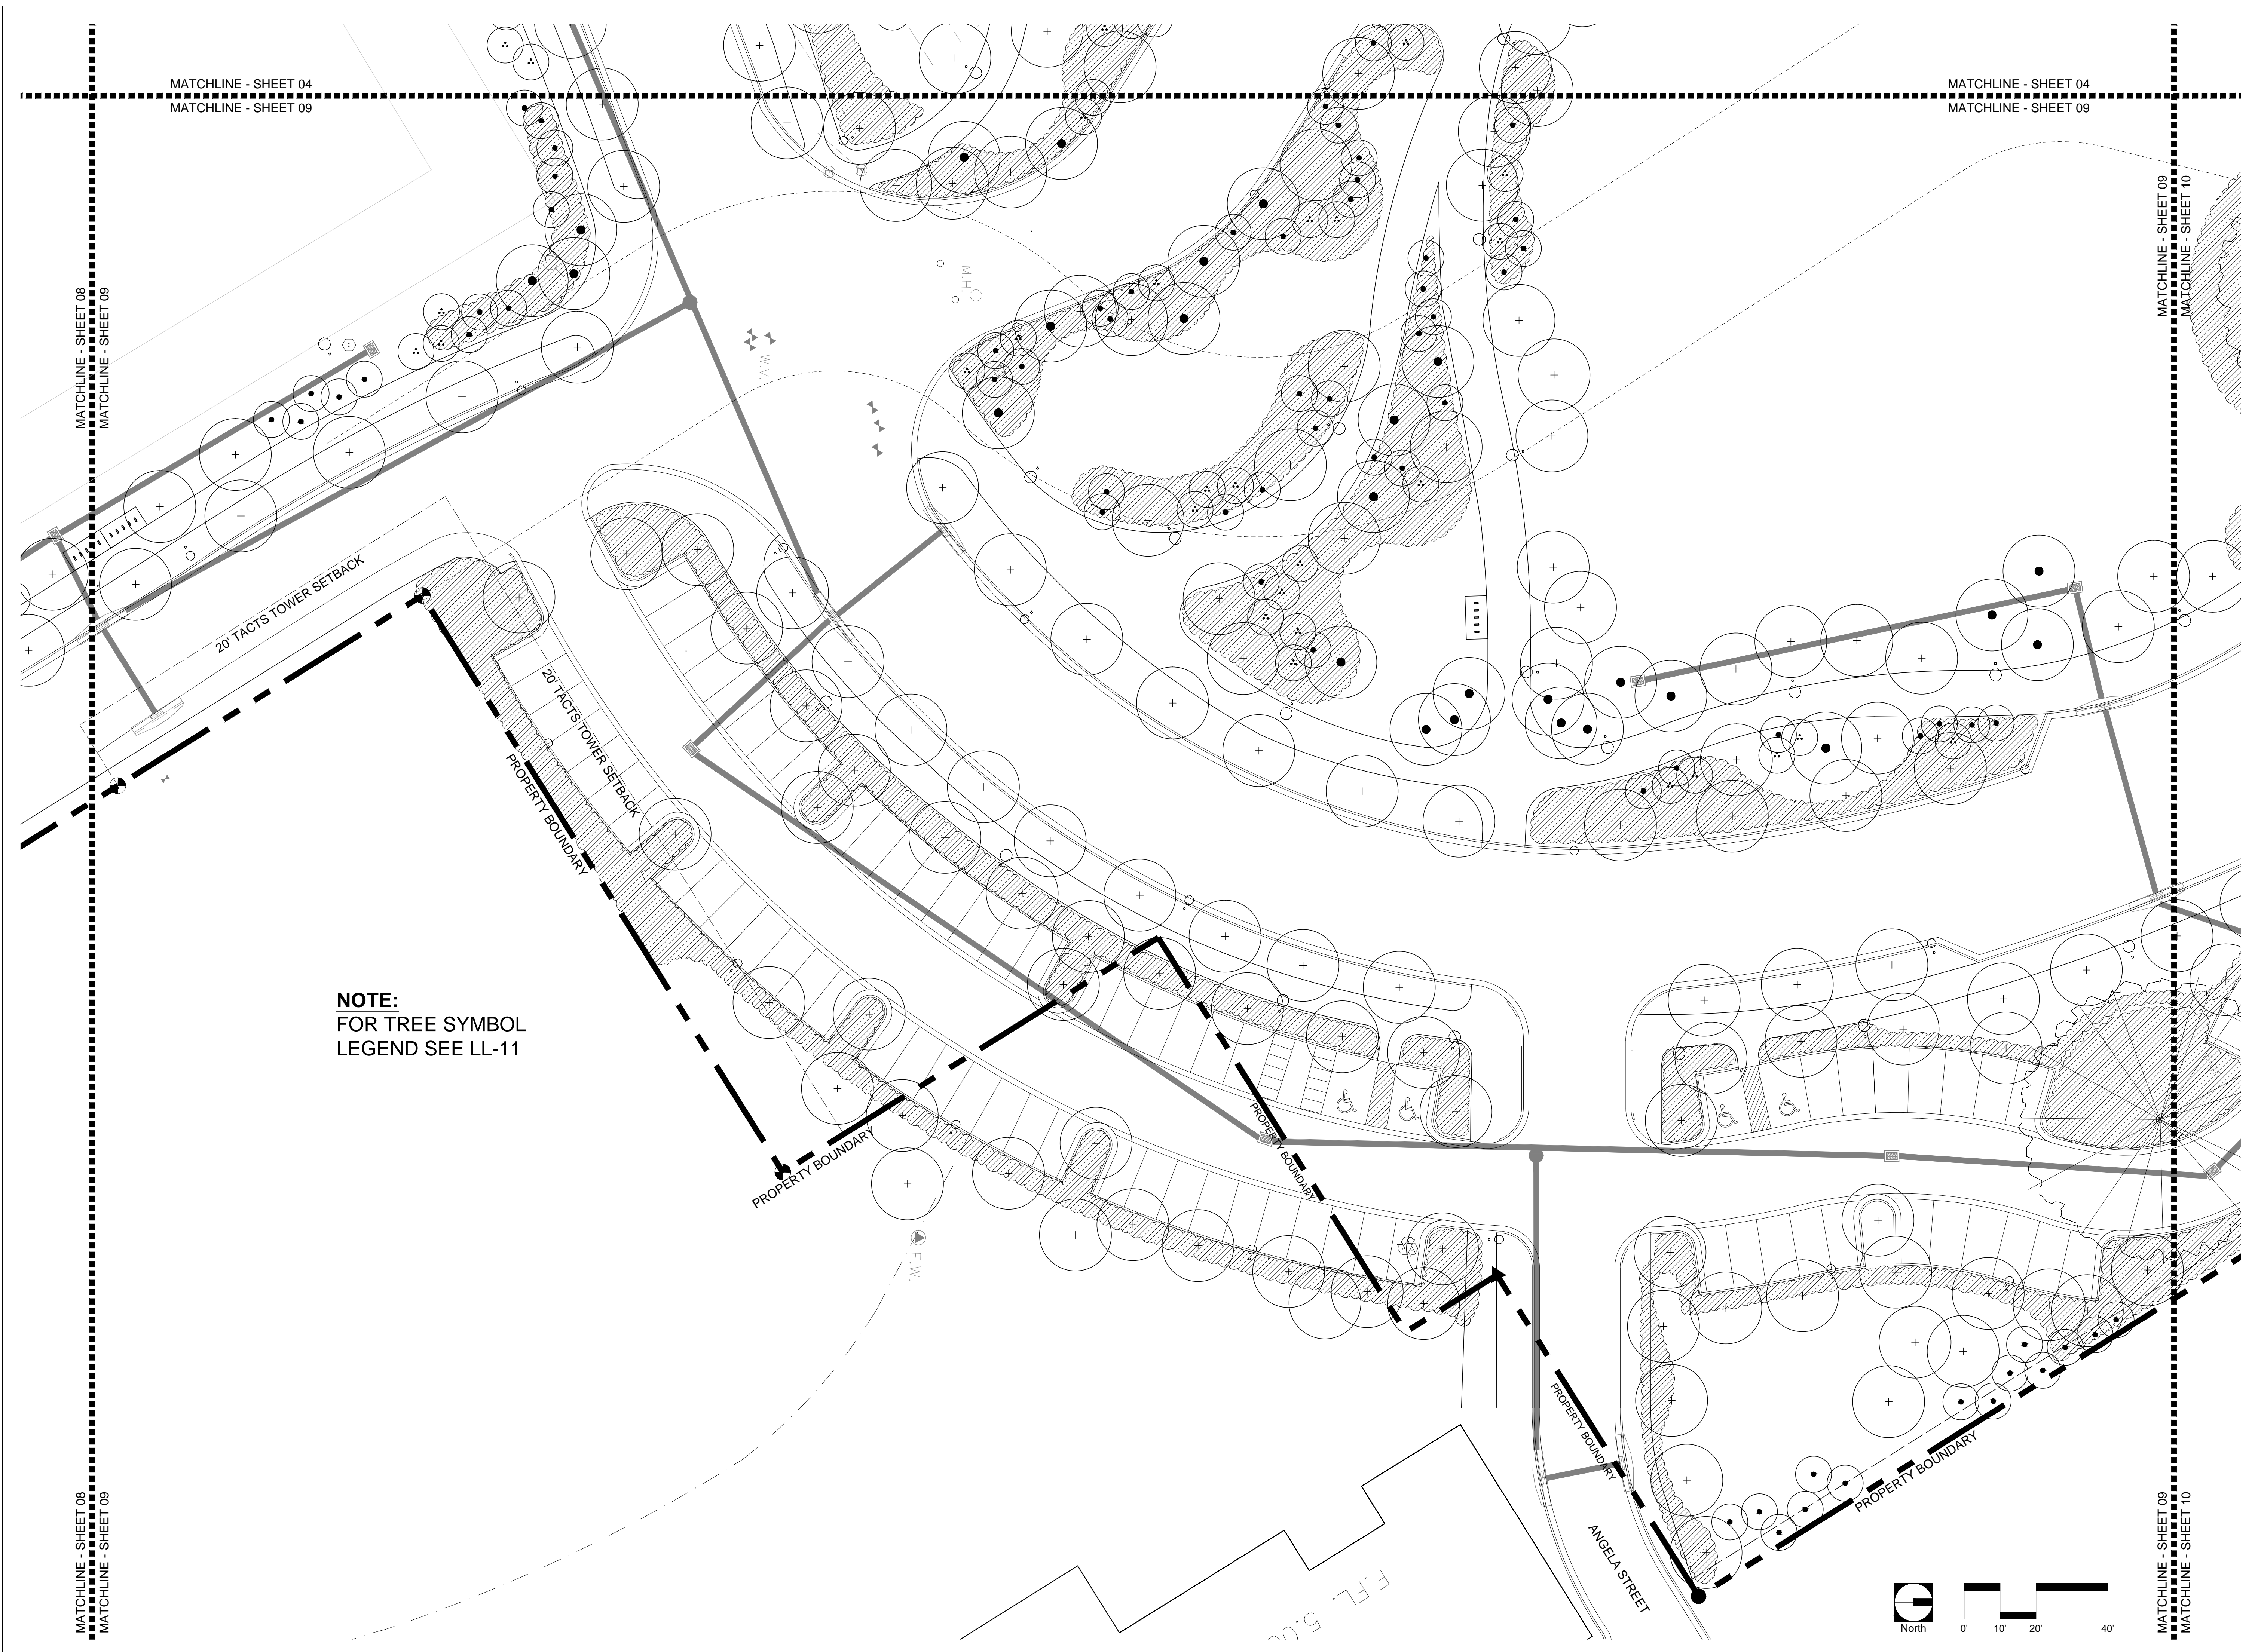 MATCHLINE - SHEET 04
MATCHLINE - SHEET 09
MATCHLINE - SHEET 04
MATCHLINE - SHEET 09
MATCHLINE - SHEET 08
MATCHLINE - SHEET 09
MATCHLINE - SHEET 09
MATCHLINE - SHEET 10
M.H.
W.V.
20' TACTS TOWER SETBACK
20' TACTS TOWER SETBACK
PROPERTY BOUNDARY
NOTE:
FOR TREE SYMBOL
LEGEND SEE LL-11
PROPERTY BOUNDARY
PROPERTY BOUNDARY
PROPERTY BOUNDARY
F.W.
PROPERTY BOUNDARY
PROPERTY BOUNDARY
ANGELA STREET
MATCHLINE - SHEET 08
MATCHLINE - SHEET 09
MATCHLINE - SHEET 09
MATCHLINE - SHEET 10
F.FL.
North
0' 10' 20' 40'